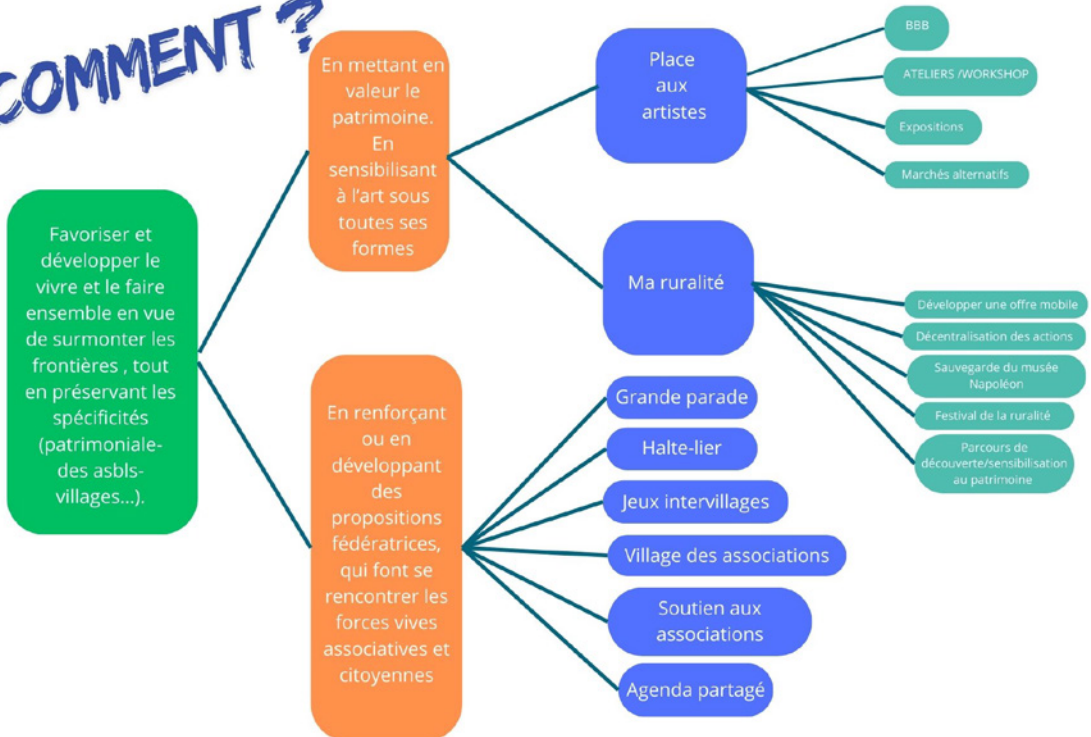 COMMENT ?
Favoriser et
développer le
vivre et le faire
ensemble en vue
de surmonter les
frontières , tout
en préservant les
spécificités
(patrimoniale-
des asbls-
villages...).
En mettant en
valeur le
patrimoine.
En
sensibilisant
à l'art sous
toutes ses
formes
Place
aux
artistes
BBB
ATELIERS /WORKSHOP
Expositions
Marchés alternatifs
Ma ruralité
Développer une offre mobile
Décentralisation des actions
Sauvegarde du musée
Napoléon
Festival de la ruralité
Parcours de
découverte/sensibilisation
au patrimoine
En renforçant
ou en
développant
des
propositions
fédératrices,
qui font se
rencontrer les
forces vives
associatives et
citoyennes
Grande parade
Halte-lier
Jeux intervillages
Village des associations
Soutien aux
associations
Agenda partagé